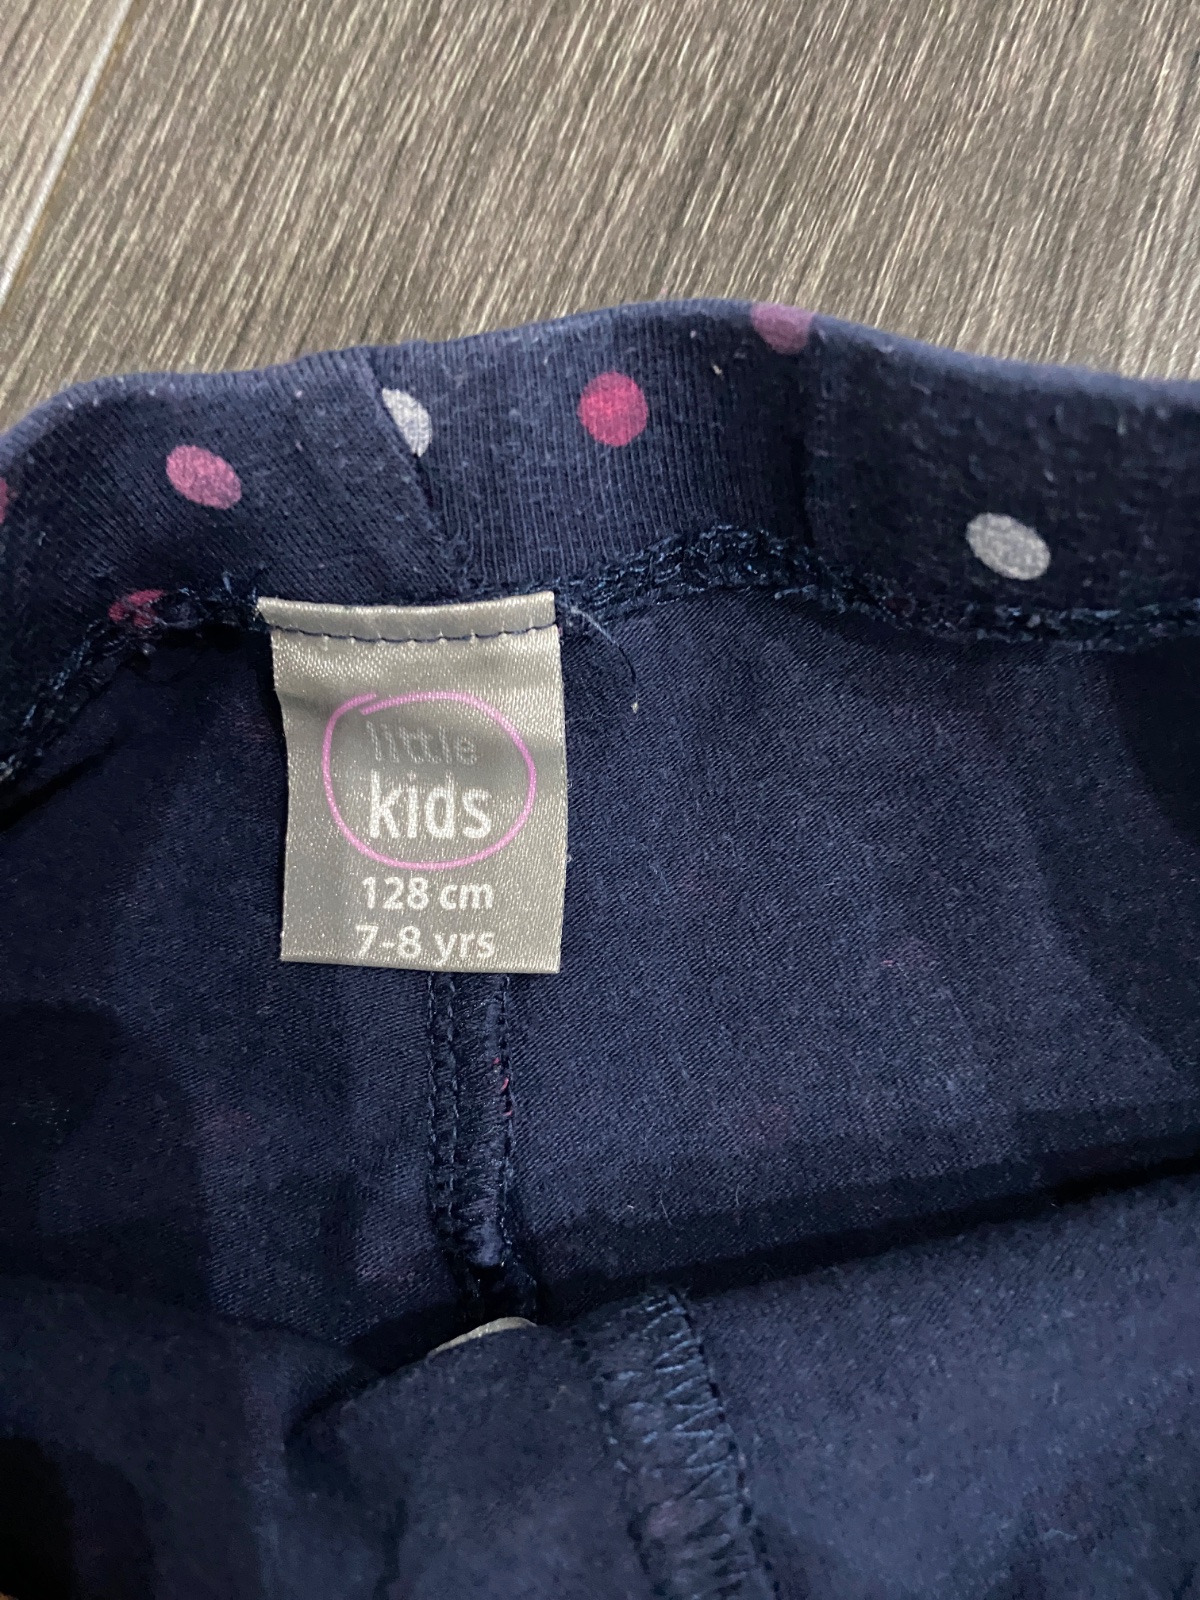 little
kids
128 cm
7-8 yrs